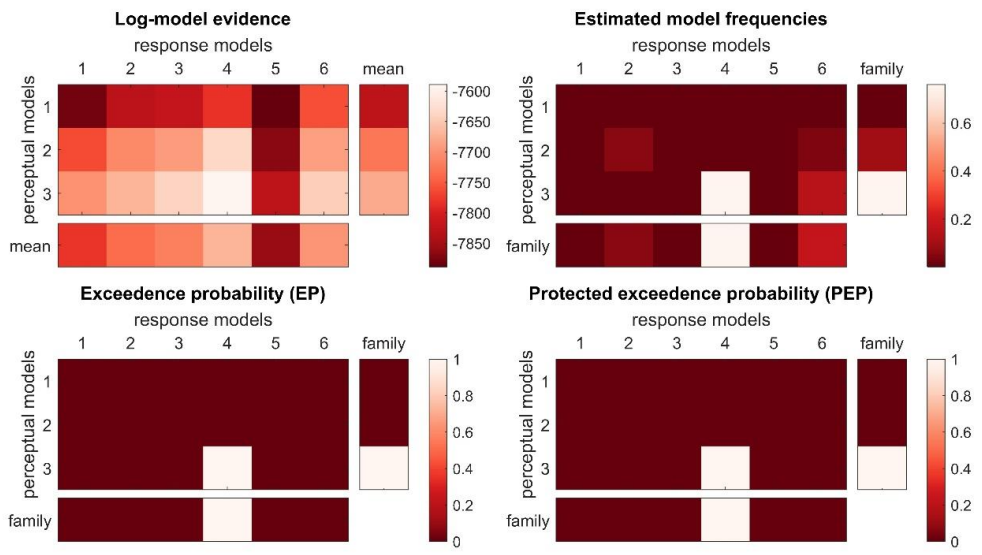 Log-model evidence
response models
1 2 3 4 5 6 mean
perceptual models
1
2
3
mean
-7600
-7650
-7700
-7750
-7800
-7850
Estimated model frequencies
response models
1 2 3 4 5 6 family
perceptual models
1
2
3
family
0.6
0.4
0.2
Exceedence probability (EP)
response models
1 2 3 4 5 6 family
perceptual models
1
2
3
family
1
0.8
0.6
0.4
0.2
0
Protected exceedence probability (PEP)
response models
1 2 3 4 5 6 family
perceptual models
1
2
3
family
1
0.8
0.6
0.4
0.2
0